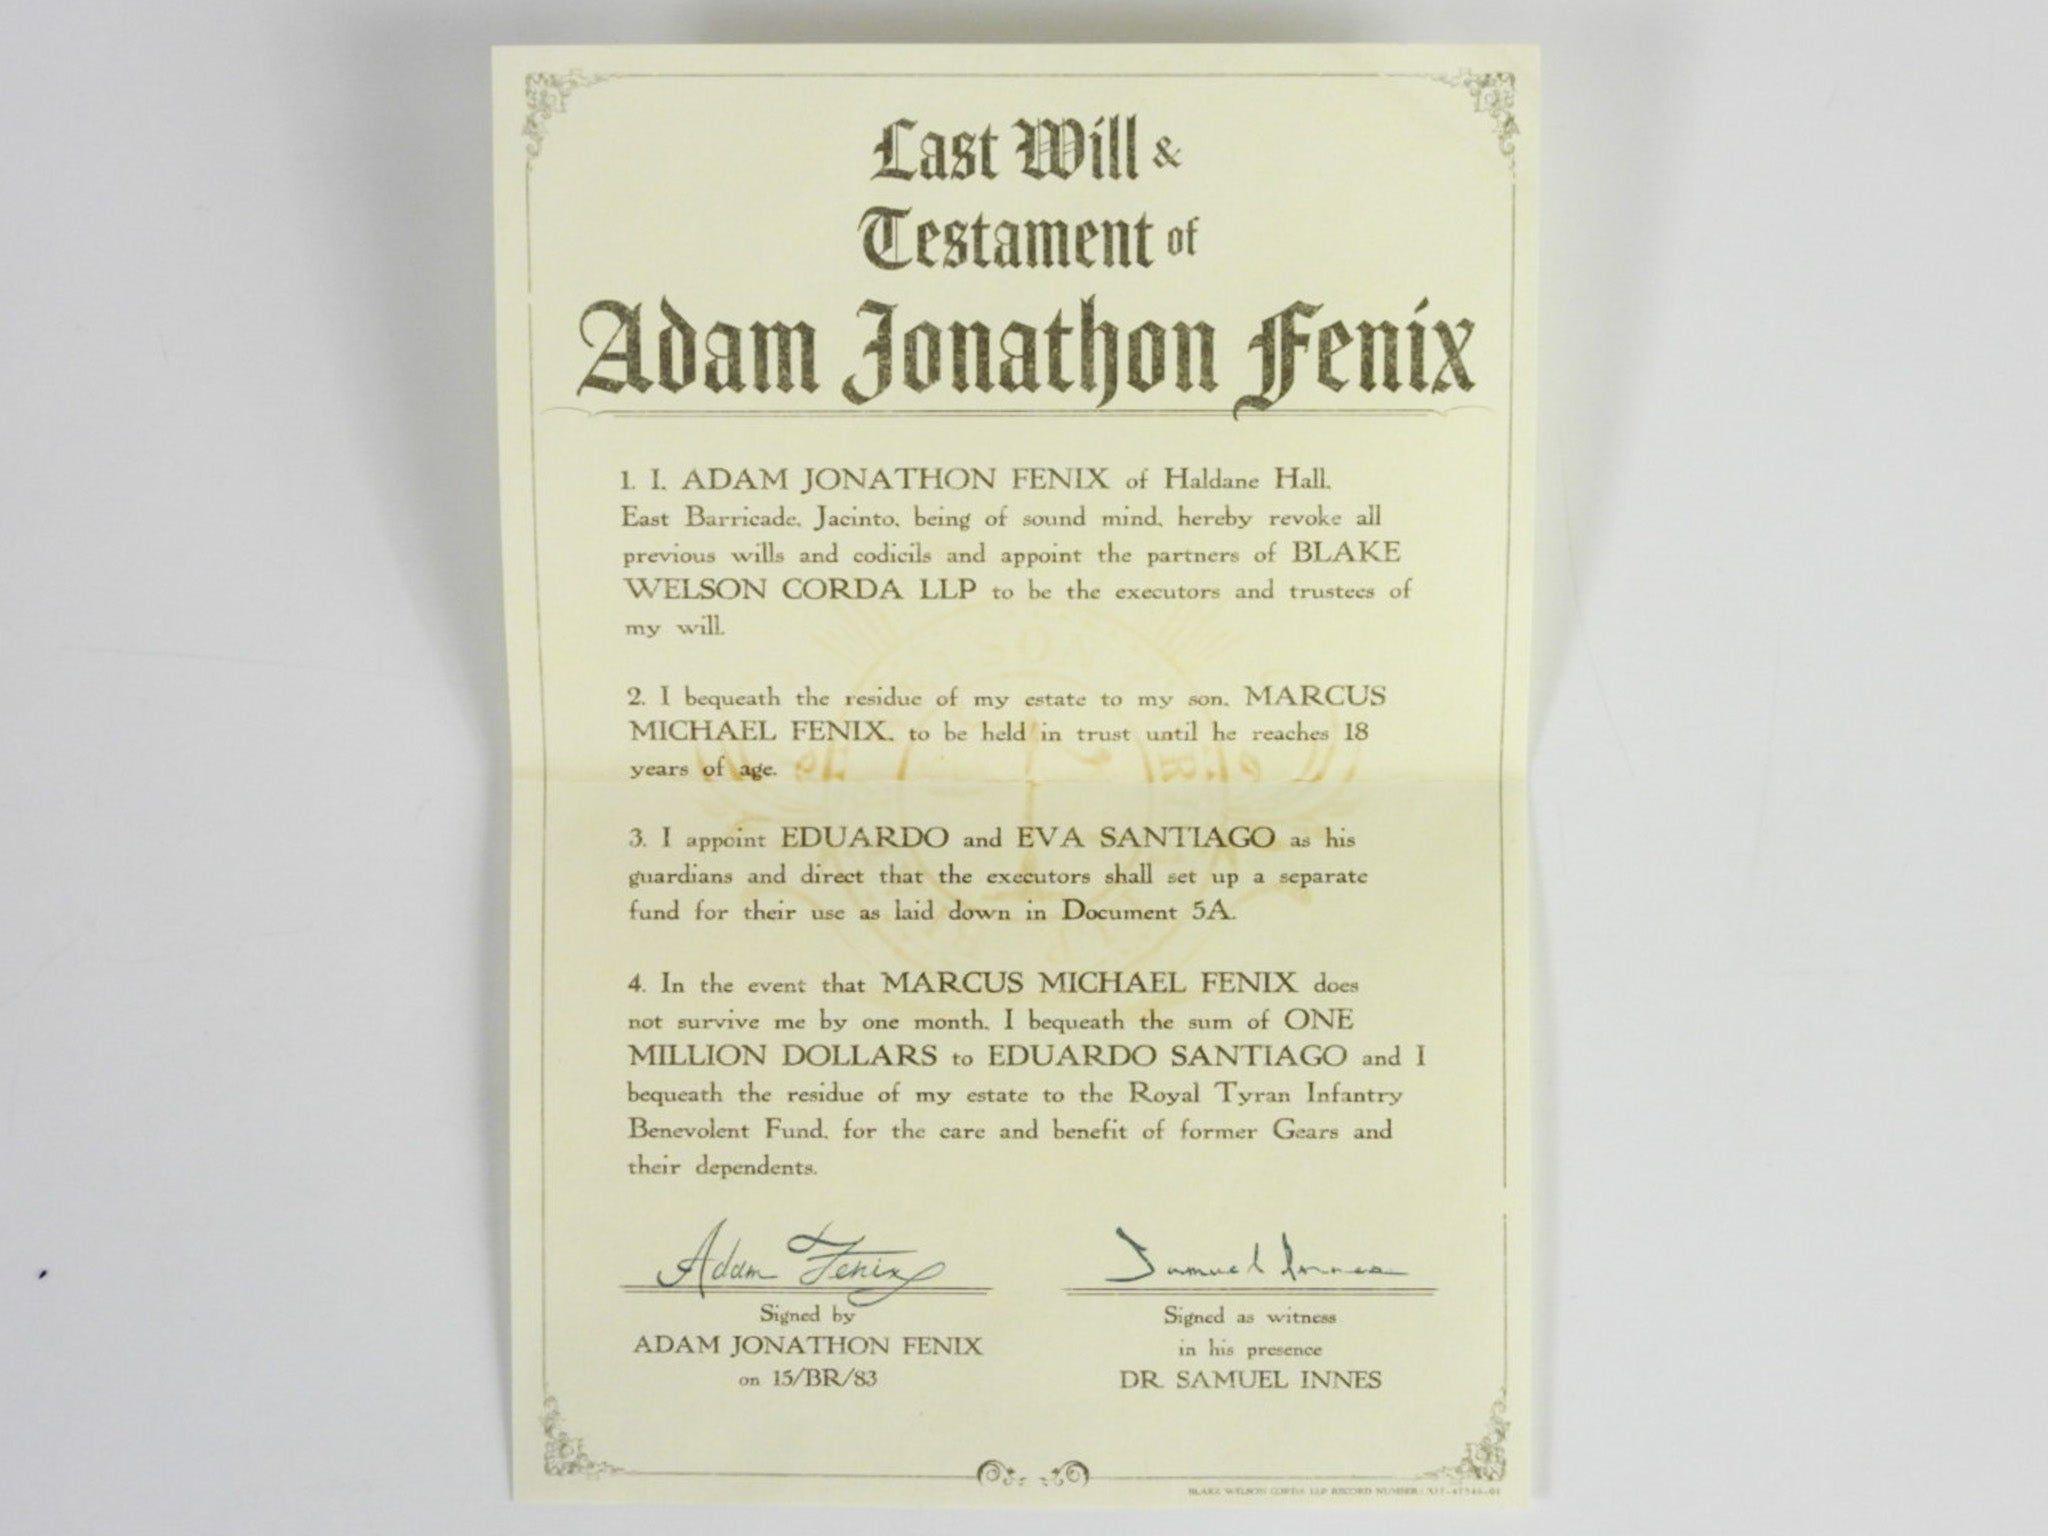 Last Will &
Testament of
Adam Jonathon Fenix
1. I, ADAM JONATHON FENIX of Haldane Hall,
East Barricade, Jacinto, being of sound mind, hereby revoke all
previous wills and codicils and appoint the partners of BLAKE
WELSON CORDA LLP to be the executors and trustees of
my will.
2. I bequeath the residue of my estate to my son, MARCUS
MICHAEL FENIX, to be held in trust until he reaches 18
years of age.
3. I appoint EDUARDO and EVA SANTIAGO as his
guardians and direct that the executors shall set up a separate
fund for their use as laid down in Document 5A.
4. In the event that MARCUS MICHAEL FENIX does
not survive me by one month, I bequeath the sum of ONE
MILLION DOLLARS to EDUARDO SANTIAGO and I
bequeath the residue of my estate to the Royal Tyran Infantry
Benevolent Fund, for the care and benefit of former Gears and
their dependents.
Adam Fenix
Samuel Innes
Signed by
ADAM JONATHON FENIX
on 15/BR/83
Signed as witness
in his presence
DR. SAMUEL INNES
BLAKE WELSON CORDA LLP RECORD NUMBER: